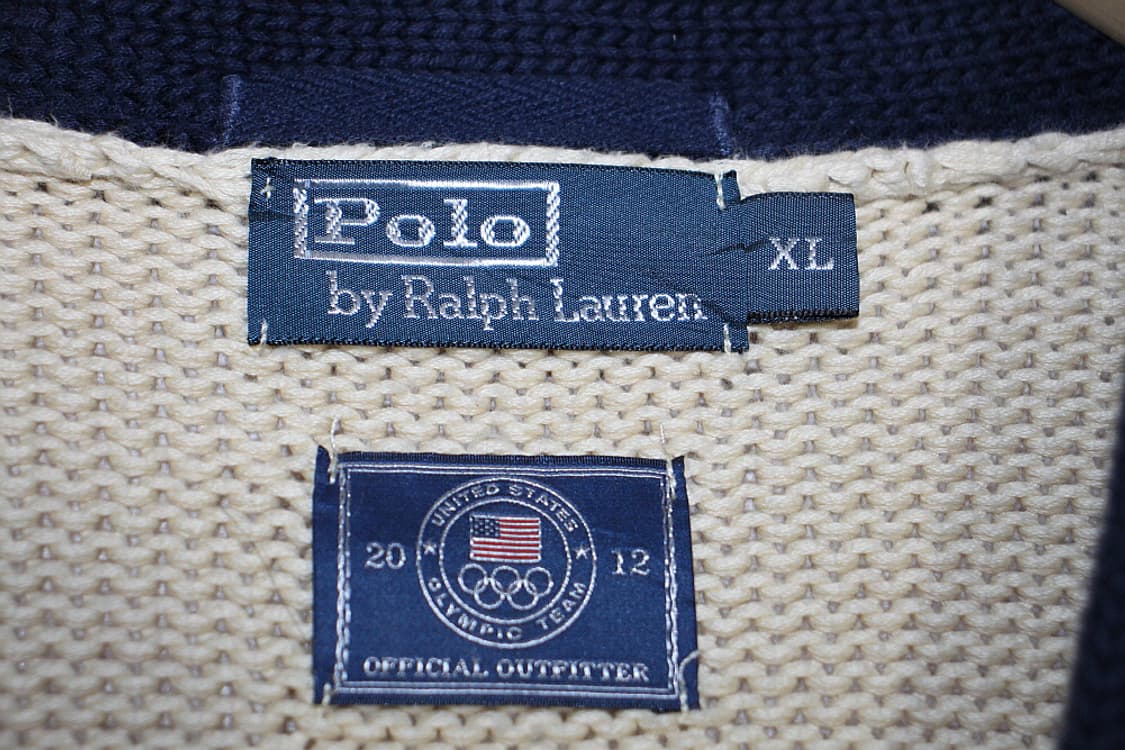 Polo
by Ralph Lauren
XL
UNITED STATES
20 12
OLYMPIC TEAM
OFFICIAL OUTFITTER